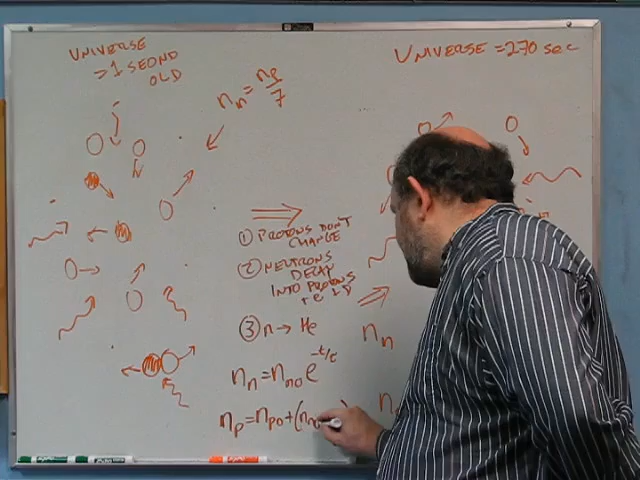 UNIVERSE
>1 SEOND
OLD
n_n = n_p/7
UNIVERSE = 270 sec
① PROTONS DON'T
CHANGE
② NEUTRONS
DECAY
INTO PROTONS
③ n → He
n_n
n_n = n_no e^-t/τ
n_p = n_po + (n_no